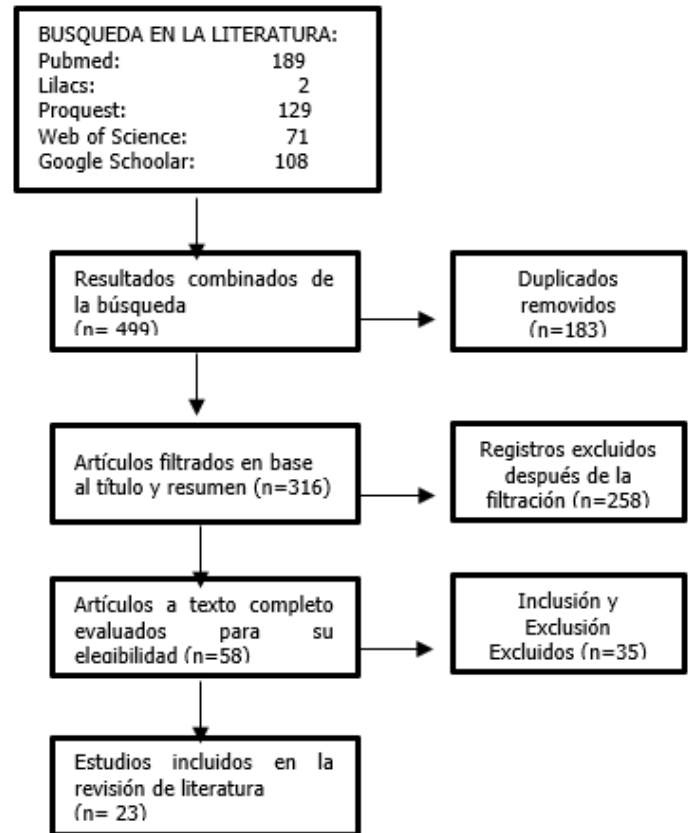 BUSQUEDA EN LA LITERATURA:
Pubmed: 189
Lilacs: 2
Proquest: 129
Web of Science: 71
Google Schoolar: 108
Resultados combinados de
la búsqueda
(n= 499)
Duplicados
removidos
(n=183)
Artículos filtrados en base
al título y resumen (n=316)
Registros excluidos
después de la
filtración (n=258)
Artículos a texto completo
evaluados para su
elegibilidad (n=58)
Inclusión y
Exclusión
Excluidos (n=35)
Estudios incluidos en la
revisión de literatura
(n= 23)